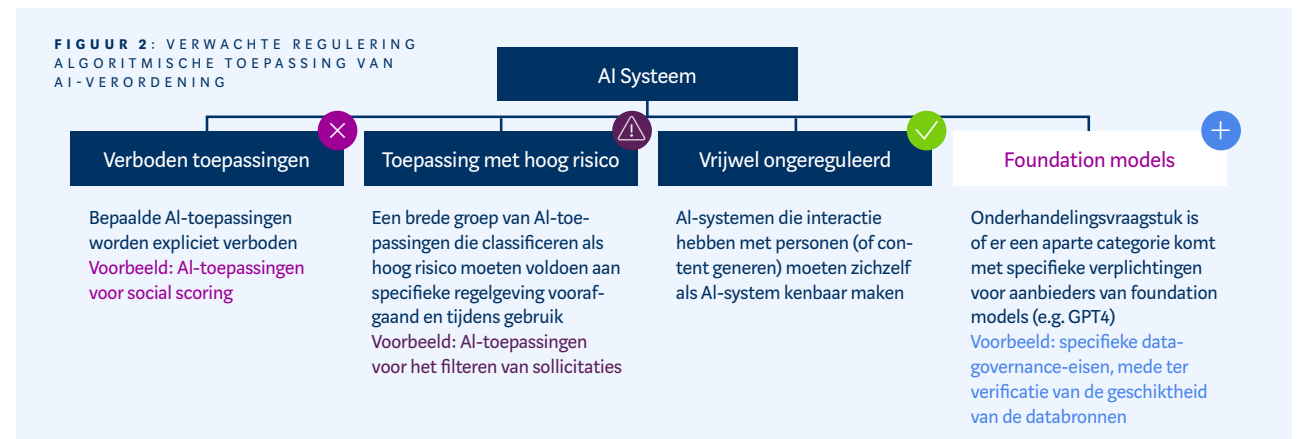 FIGUUR 2: VERWACHTE REGULERING
ALGORITMISCHE TOEPASSING VAN
AI-VERORDENING
AI Systeem
Verboden toepassingen
Bepaalde AI-toepassingen
worden expliciet verboden
Voorbeeld: AI-toepassingen
voor social scoring
Toepassing met hoog risico
Een brede groep van AI-toe-
passingen die classificeren als
hoog risico moeten voldoen aan
specifieke regelgeving vooraf-
gaand en tijdens gebruik
Voorbeeld: AI-toepassingen
voor het filteren van sollicitaties
Vrijwel ongereguleerd
AI-systemen die interactie
hebben met personen (of con-
tent generen) moeten zichzelf
als AI-system kenbaar maken
Foundation models
Onderhandelingsvraagstuk is
of er een aparte categorie komt
met specifieke verplichtingen
voor aanbieders van foundation
models (e.g. GPT4)
Voorbeeld: specifieke data-
governance-eisen, mede ter
verificatie van de geschiktheid
van de databronnen